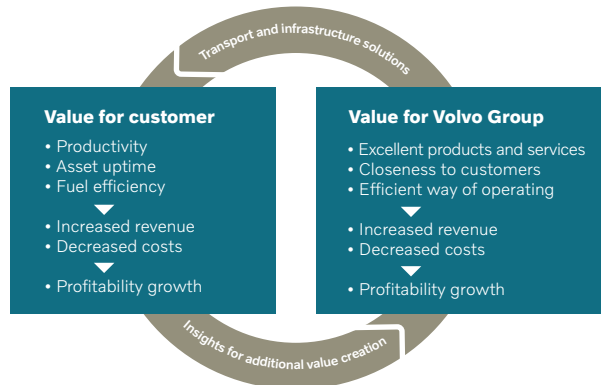 Transport and infrastructure solutions
Value for customer
• Productivity
• Asset uptime
• Fuel efficiency
• Increased revenue
• Decreased costs
• Profitability growth
Value for Volvo Group
• Excellent products and services
• Closeness to customers
• Efficient way of operating
• Increased revenue
• Decreased costs
• Profitability growth
Insights for additional value creation